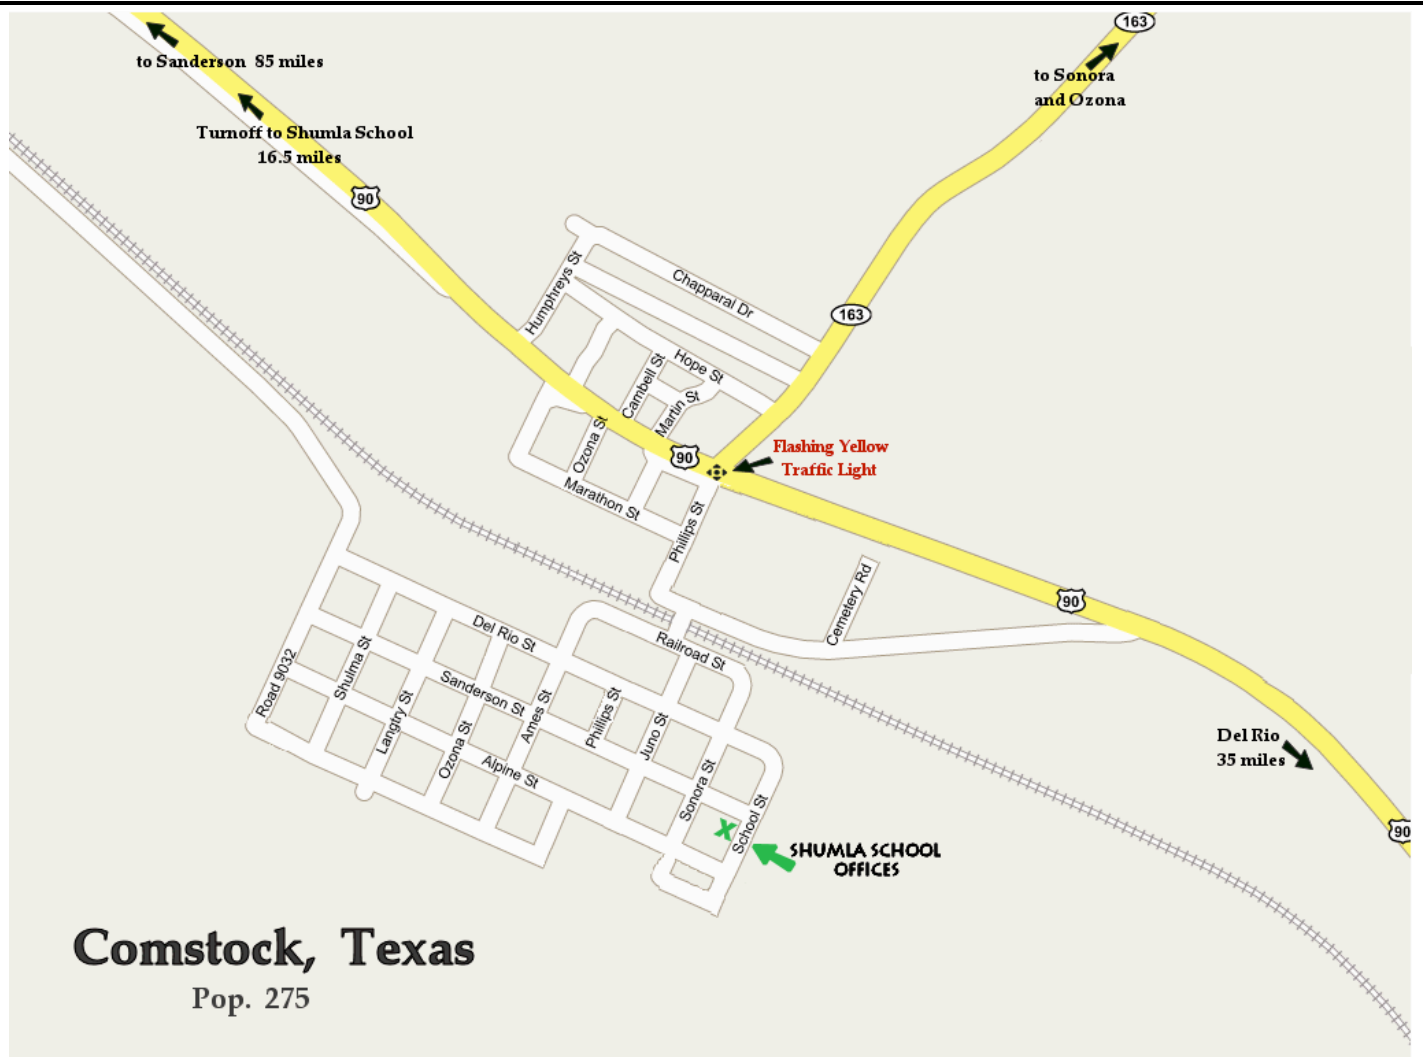 163
to Sanderson 85 miles
to Sonora
and Ozona
Turnoff to Shumla School
16.5 miles
90
Humphreys St
Chapparal Dr
163
Hope St
Cambell St
Martin St
Ozona St
90
Flashing Yellow
Traffic Light
Marathon St
Phillips St
Cemetery Rd
90
Del Rio St
Railroad St
Road 9032
Shulma St
Sanderson St
Langtry St
Ames St
Phillips St
Juno St
Ozona St
Alpine St
Sonora St
School St
Del Rio
35 miles
90
X
SHUMLA SCHOOL
OFFICES
Comstock, Texas
Pop. 275